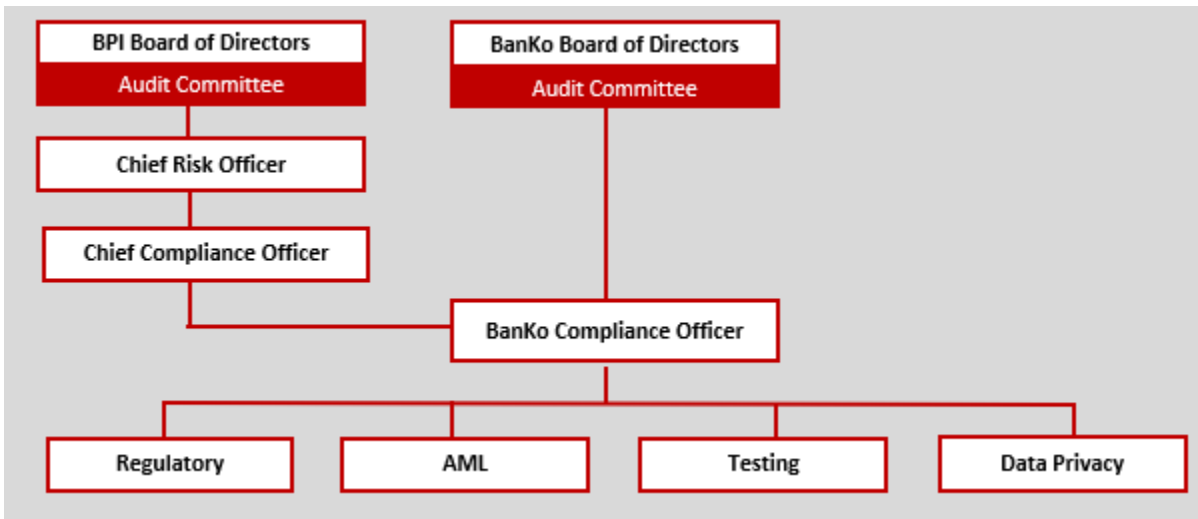 BPI Board of Directors
Audit Committee
BanKo Board of Directors
Audit Committee
Chief Risk Officer
Chief Compliance Officer
BanKo Compliance Officer
Regulatory
AML
Testing
Data Privacy